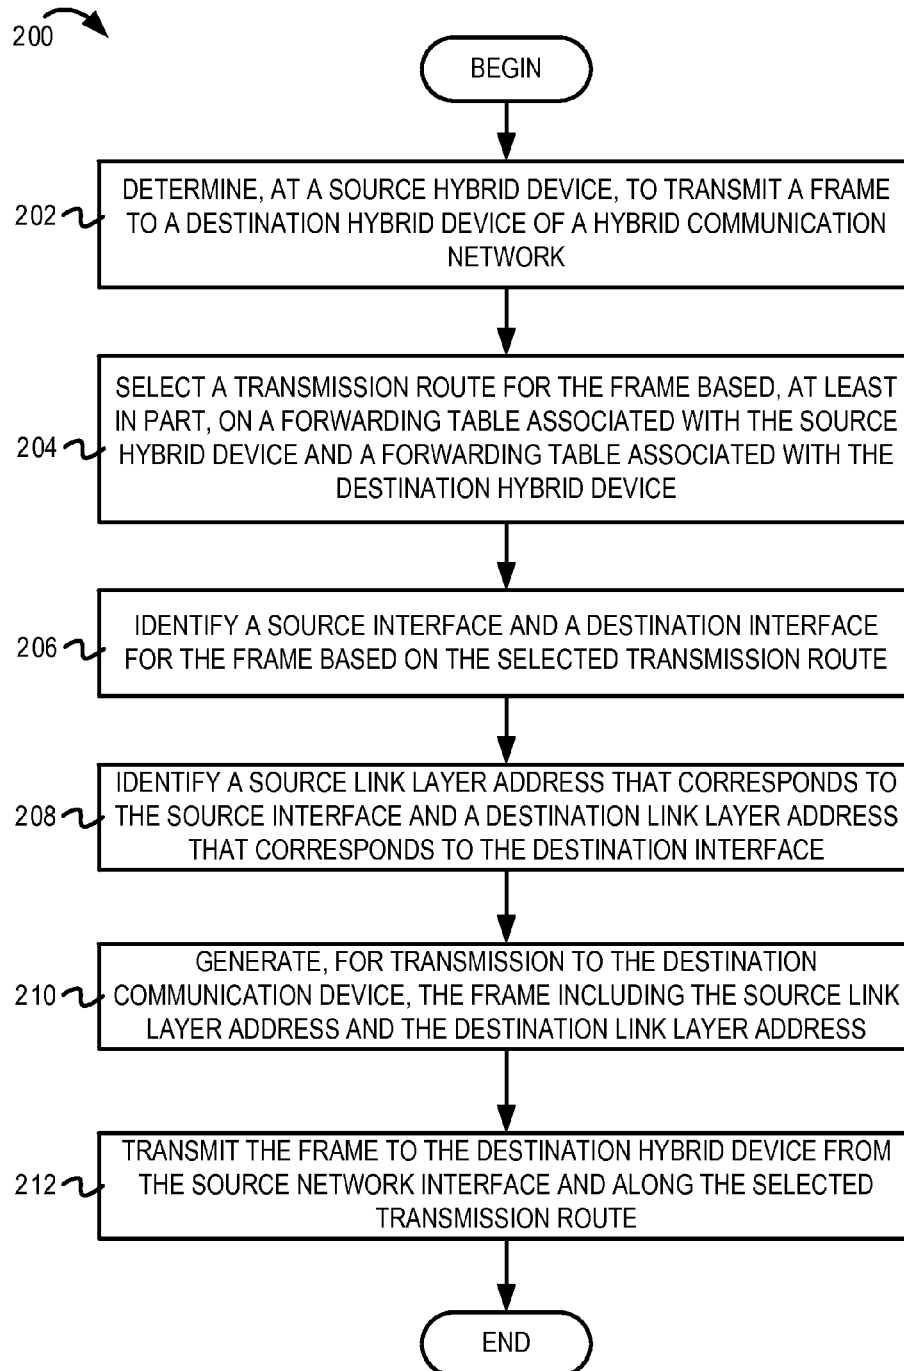 200
BEGIN
202
DETERMINE, AT A SOURCE HYBRID DEVICE, TO TRANSMIT A FRAME
TO A DESTINATION HYBRID DEVICE OF A HYBRID COMMUNICATION
NETWORK
204
SELECT A TRANSMISSION ROUTE FOR THE FRAME BASED, AT LEAST
IN PART, ON A FORWARDING TABLE ASSOCIATED WITH THE SOURCE
HYBRID DEVICE AND A FORWARDING TABLE ASSOCIATED WITH THE
DESTINATION HYBRID DEVICE
206
IDENTIFY A SOURCE INTERFACE AND A DESTINATION INTERFACE
FOR THE FRAME BASED ON THE SELECTED TRANSMISSION ROUTE
208
IDENTIFY A SOURCE LINK LAYER ADDRESS THAT CORRESPONDS TO
THE SOURCE INTERFACE AND A DESTINATION LINK LAYER ADDRESS
THAT CORRESPONDS TO THE DESTINATION INTERFACE
210
GENERATE, FOR TRANSMISSION TO THE DESTINATION
COMMUNICATION DEVICE, THE FRAME INCLUDING THE SOURCE LINK
LAYER ADDRESS AND THE DESTINATION LINK LAYER ADDRESS
212
TRANSMIT THE FRAME TO THE DESTINATION HYBRID DEVICE FROM
THE SOURCE NETWORK INTERFACE AND ALONG THE SELECTED
TRANSMISSION ROUTE
END